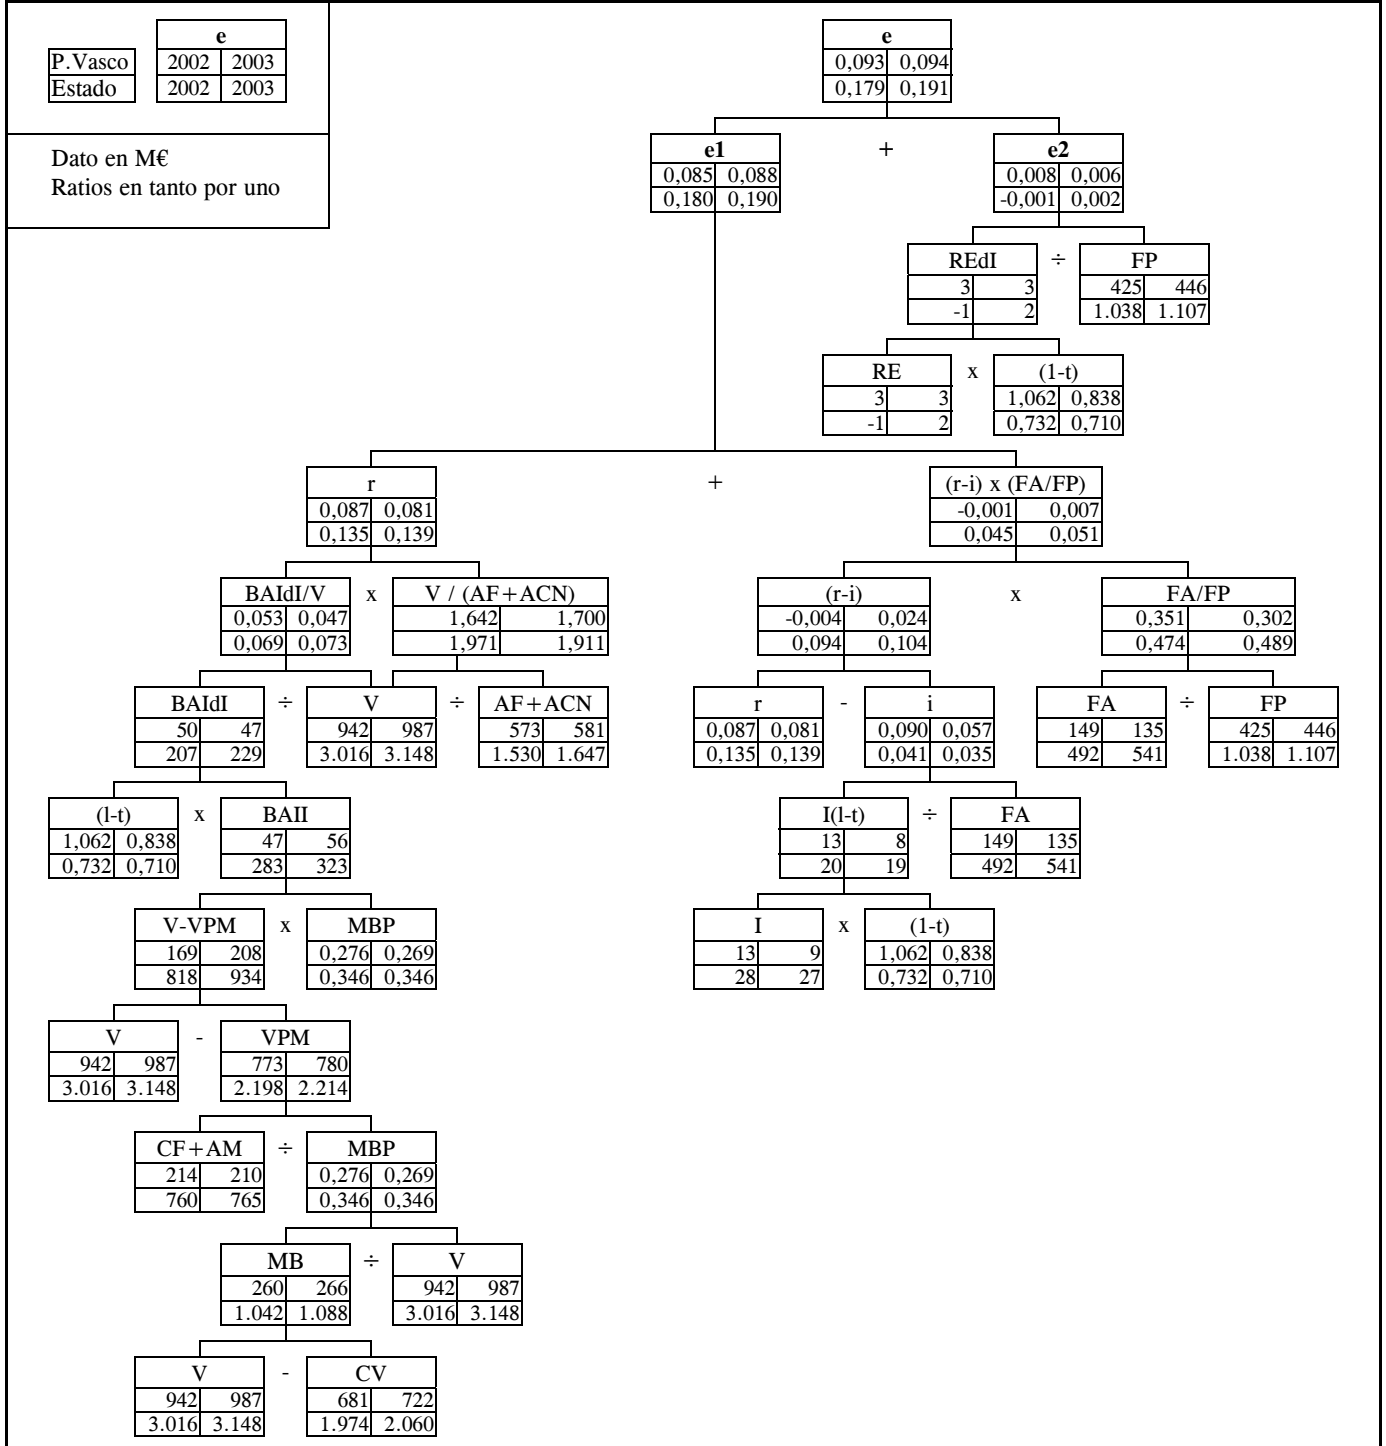 e
P.Vasco 2002 2003
Estado 2002 2003
Dato en M€
Ratios en tanto por uno
e
0,093 0,094
0,179 0,191
e1 + e2
0,085 0,088 0,008 0,006
0,180 0,190 -0,001 0,002
REdI ÷ FP
3 3 425 446
-1 2 1.038 1.107
RE x (1-t)
3 3 1,062 0,838
-1 2 0,732 0,710
r + (r-i) x (FA/FP)
0,087 0,081 -0,001 0,007
0,135 0,139 0,045 0,051
BAIdI/V x V / (AF+ACN) (r-i) x FA/FP
0,053 0,047 1,642 1,700 -0,004 0,024 0,351 0,302
0,069 0,073 1,971 1,911 0,094 0,104 0,474 0,489
BAIdI ÷ V ÷ AF+ACN r - i FA ÷ FP
50 47 942 987 573 581 0,087 0,081 0,090 0,057 149 135 425 446
207 229 3.016 3.148 1.530 1.647 0,135 0,139 0,041 0,035 492 541 1.038 1.107
(l-t) x BAII I(l-t) ÷ FA
1,062 0,838 47 56 13 8 149 135
0,732 0,710 283 323 20 19 492 541
V-VPM x MBP I x (1-t)
169 208 0,276 0,269 13 9 1,062 0,838
818 934 0,346 0,346 28 27 0,732 0,710
V - VPM
942 987 773 780
3.016 3.148 2.198 2.214
CF+AM ÷ MBP
214 210 0,276 0,269
760 765 0,346 0,346
MB ÷ V
260 266 942 987
1.042 1.088 3.016 3.148
V - CV
942 987 681 722
3.016 3.148 1.974 2.060